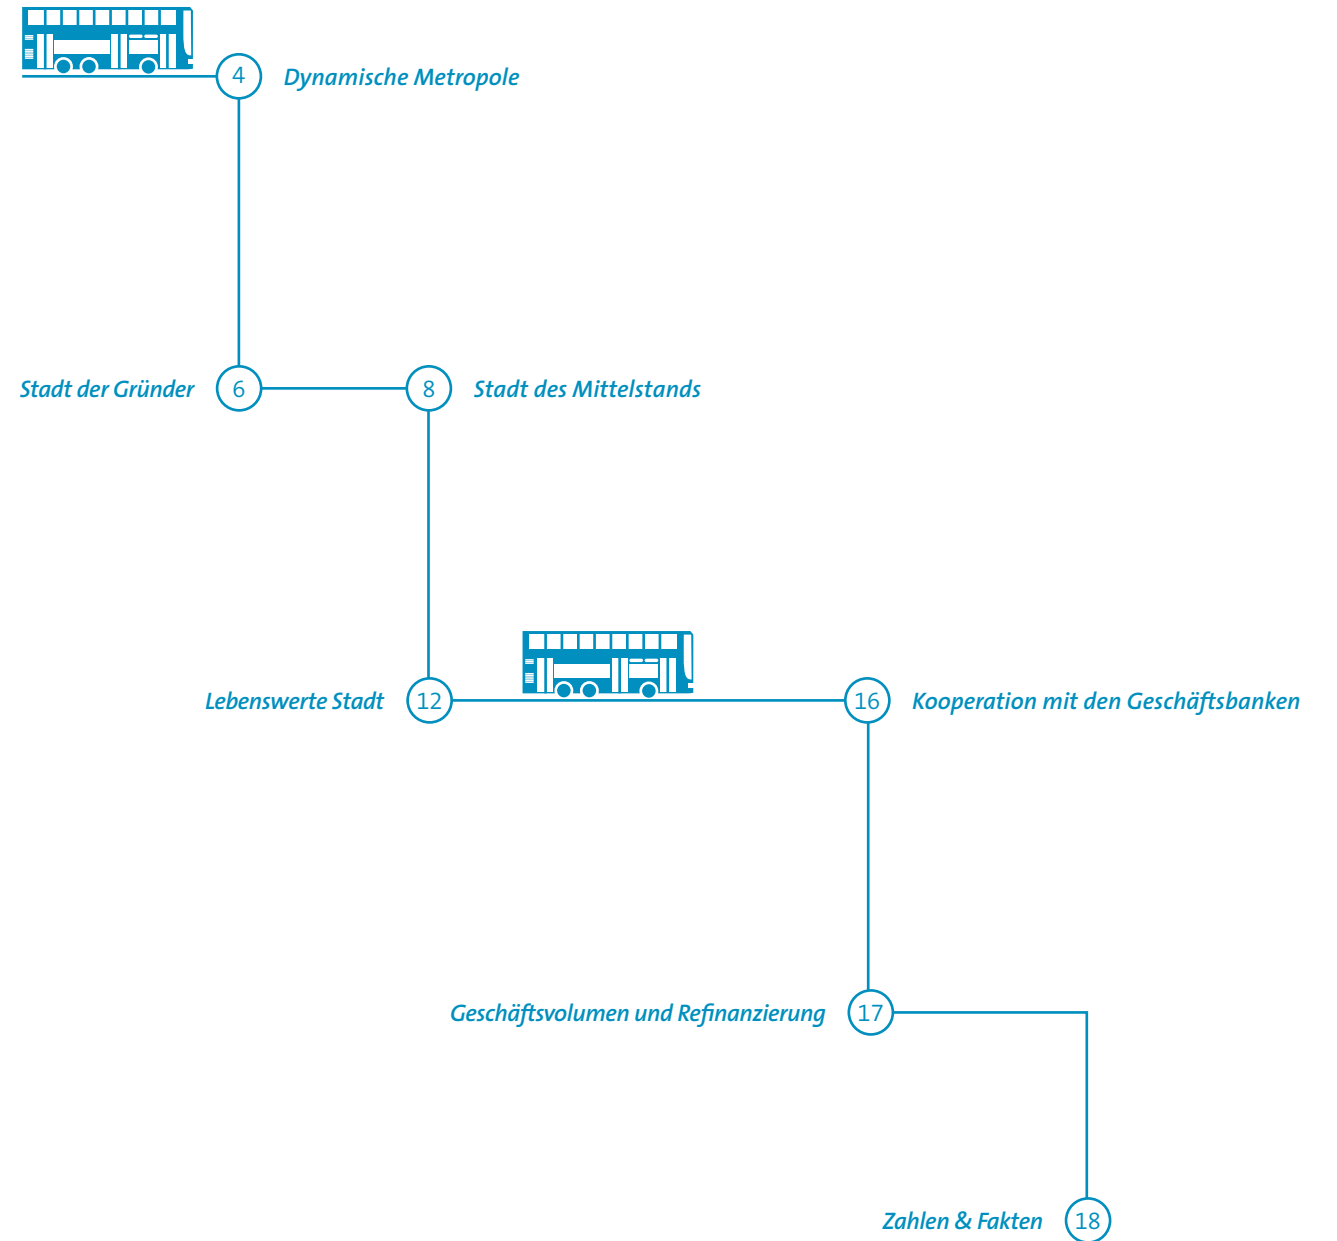 4 Dynamische Metropole
Stadt der Gründer 6 8 Stadt des Mittelstands
Lebenswerte Stadt 12 16 Kooperation mit den Geschäftsbanken
Geschäftsvolumen und Refinanzierung 17
Zahlen & Fakten 18